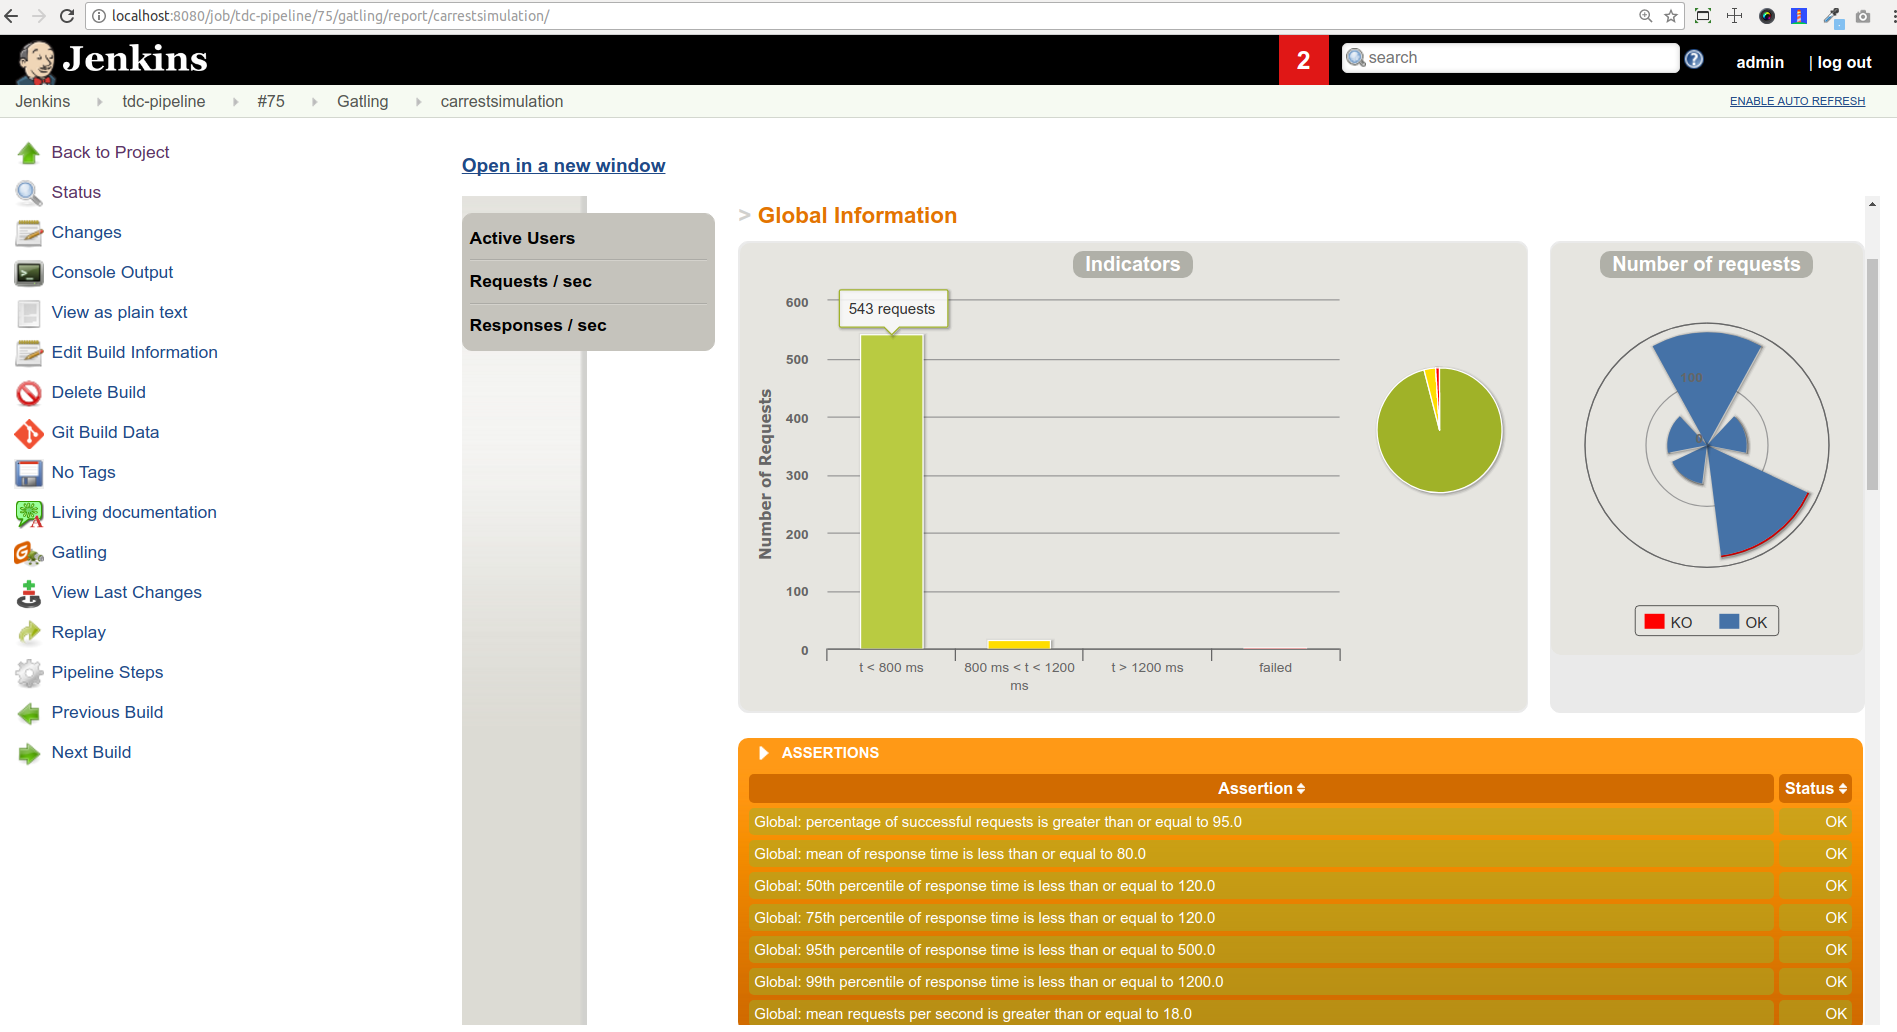 localhost:8080/job/tdc-pipeline/75/gatling/report/carrestsimulation/
Jenkins
2
search
?
admin
| log out
Jenkins
tdc-pipeline
#75
Gatling
carrestsimulation
ENABLE AUTO REFRESH
Back to Project
Status
Changes
Console Output
View as plain text
Edit Build Information
Delete Build
Git Build Data
No Tags
Living documentation
Gatling
View Last Changes
Replay
Pipeline Steps
Previous Build
Next Build
Open in a new window
Active Users
Requests / sec
Responses / sec
> Global Information
Indicators
Number of Requests
600
500
400
300
200
100
0
543 requests
t < 800 ms
800 ms < t < 1200
ms
t > 1200 ms
failed
Number of requests
100
0
KO
OK
ASSERTIONS
Assertion
Status
Global: percentage of successful requests is greater than or equal to 95.0
OK
Global: mean of response time is less than or equal to 80.0
OK
Global: 50th percentile of response time is less than or equal to 120.0
OK
Global: 75th percentile of response time is less than or equal to 120.0
OK
Global: 95th percentile of response time is less than or equal to 500.0
OK
Global: 99th percentile of response time is less than or equal to 1200.0
OK
Global: mean requests per second is greater than or equal to 18.0
OK